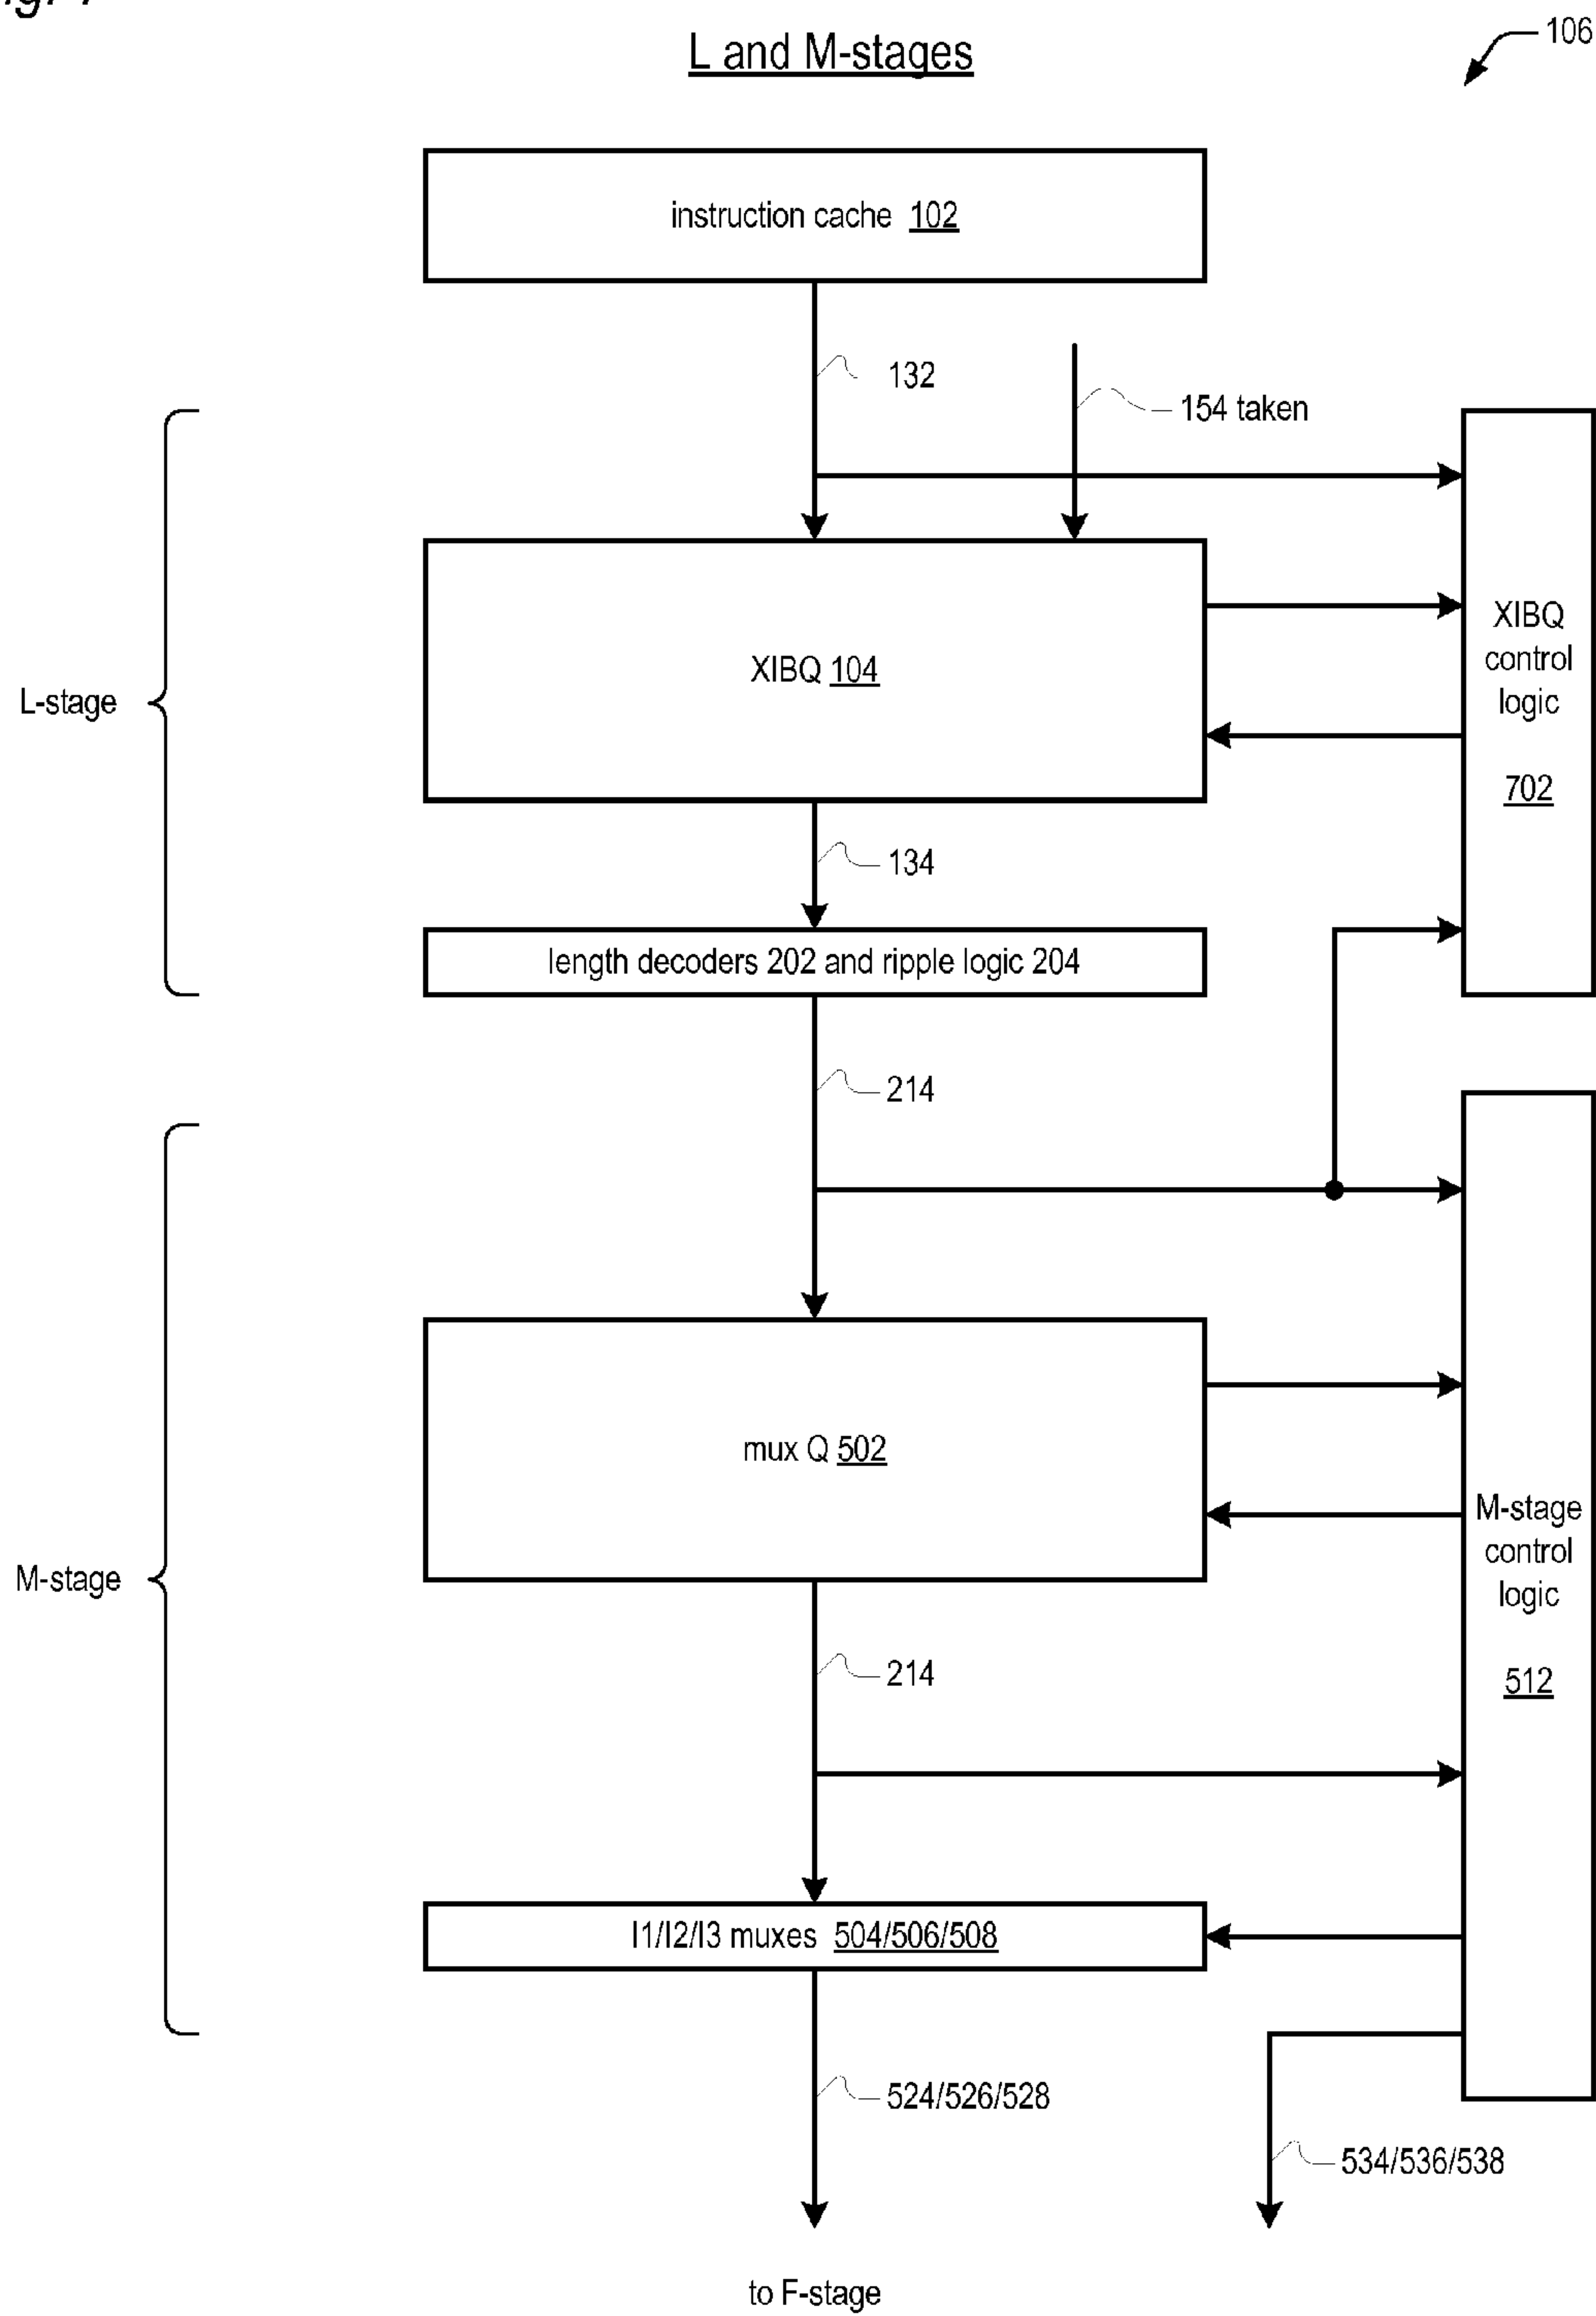 L and M-stages
106
instruction cache 102
132
154 taken
XIBQ 104
XIBQ
control
logic
702
L-stage
134
length decoders 202 and ripple logic 204
214
mux Q 502
M-stage
control
logic
512
M-stage
214
I1/I2/I3 muxes 504/506/508
524/526/528
534/536/538
to F-stage